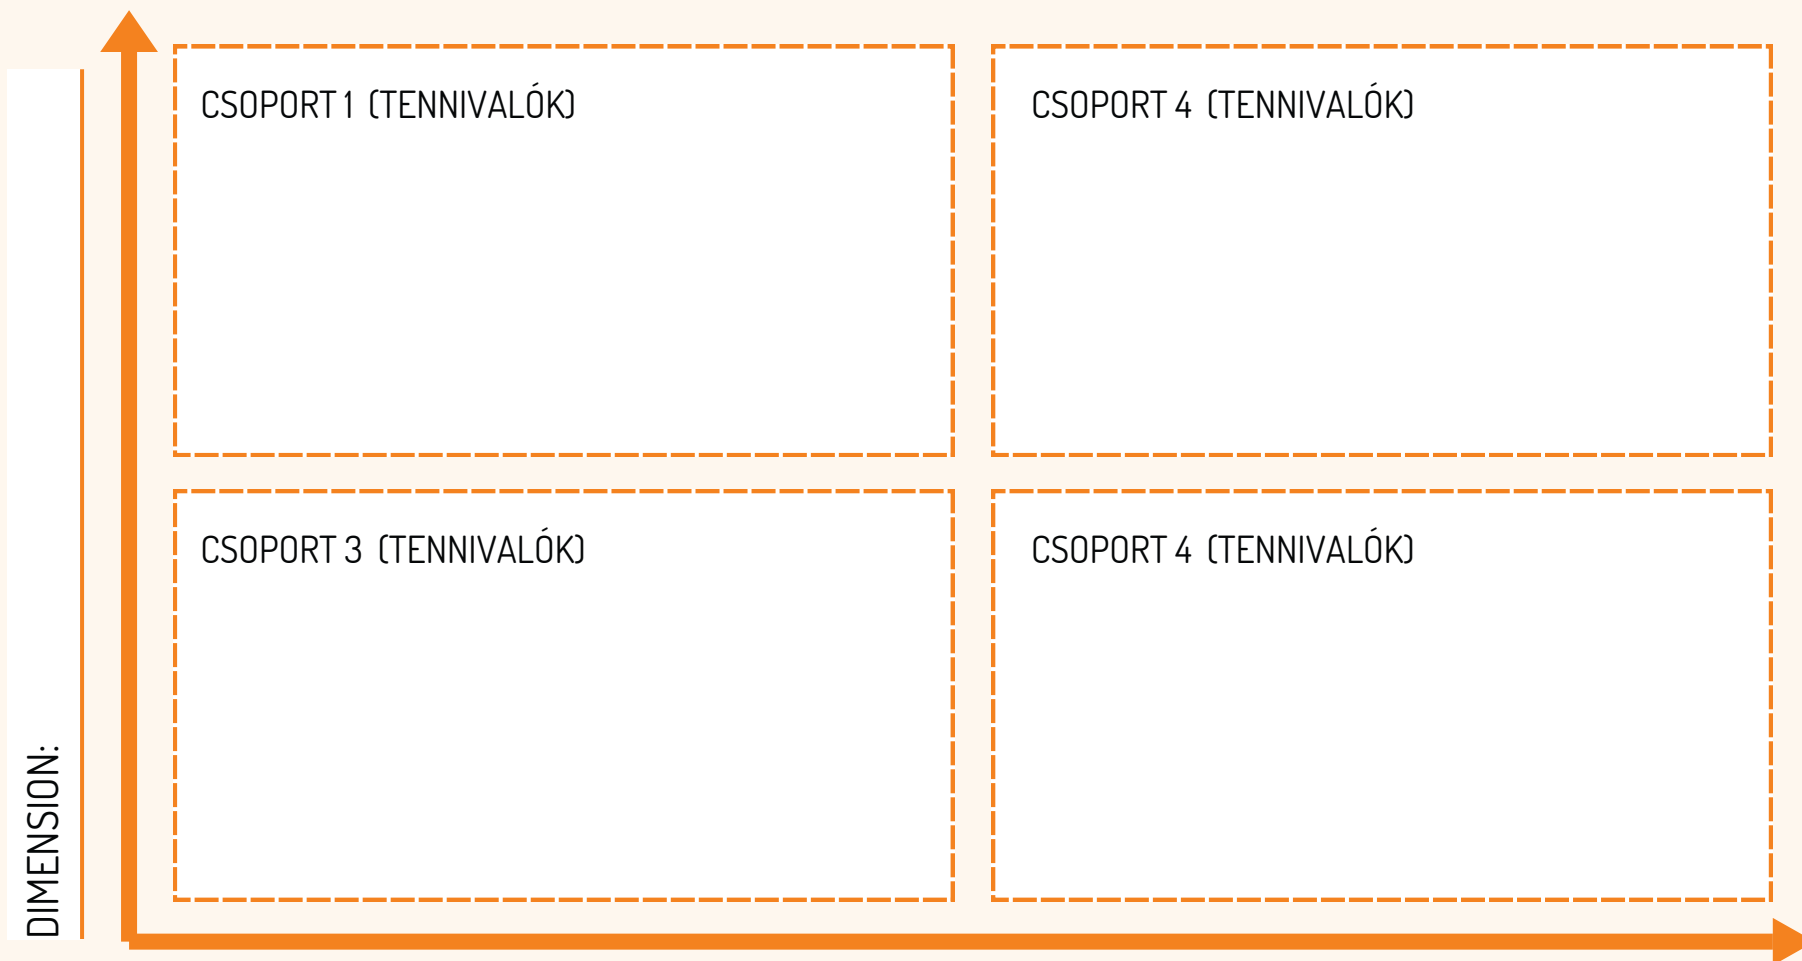 CSOPORT 1 (TENNIVALÓK)
CSOPORT 4 (TENNIVALÓK)
CSOPORT 3 (TENNIVALÓK)
CSOPORT 4 (TENNIVALÓK)
DIMENSION: